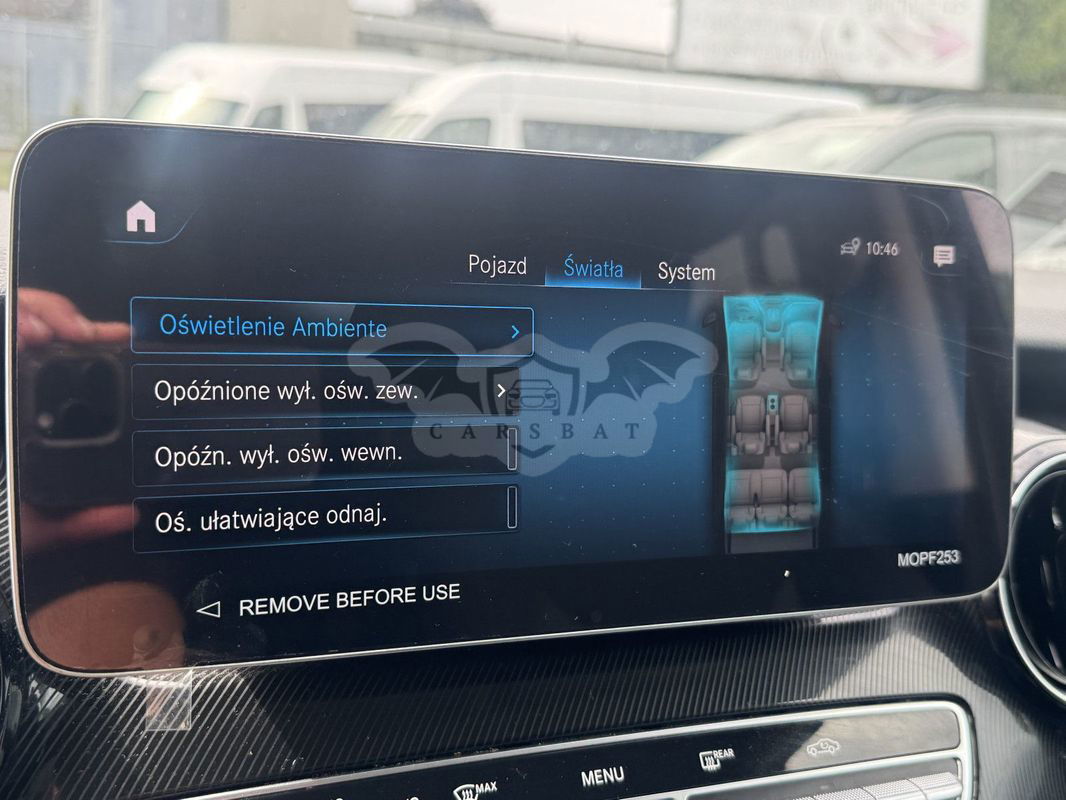 10:46
Pojazd Światła System
Oświetlenie Ambiente
Opóźnione wył. ośw. zew.
CARSBAT
Opóźn. wył. ośw. wewn.
Oś. ułatwiające odnaj.
MOPF253
REMOVE BEFORE USE
REAR
MENU
MAX